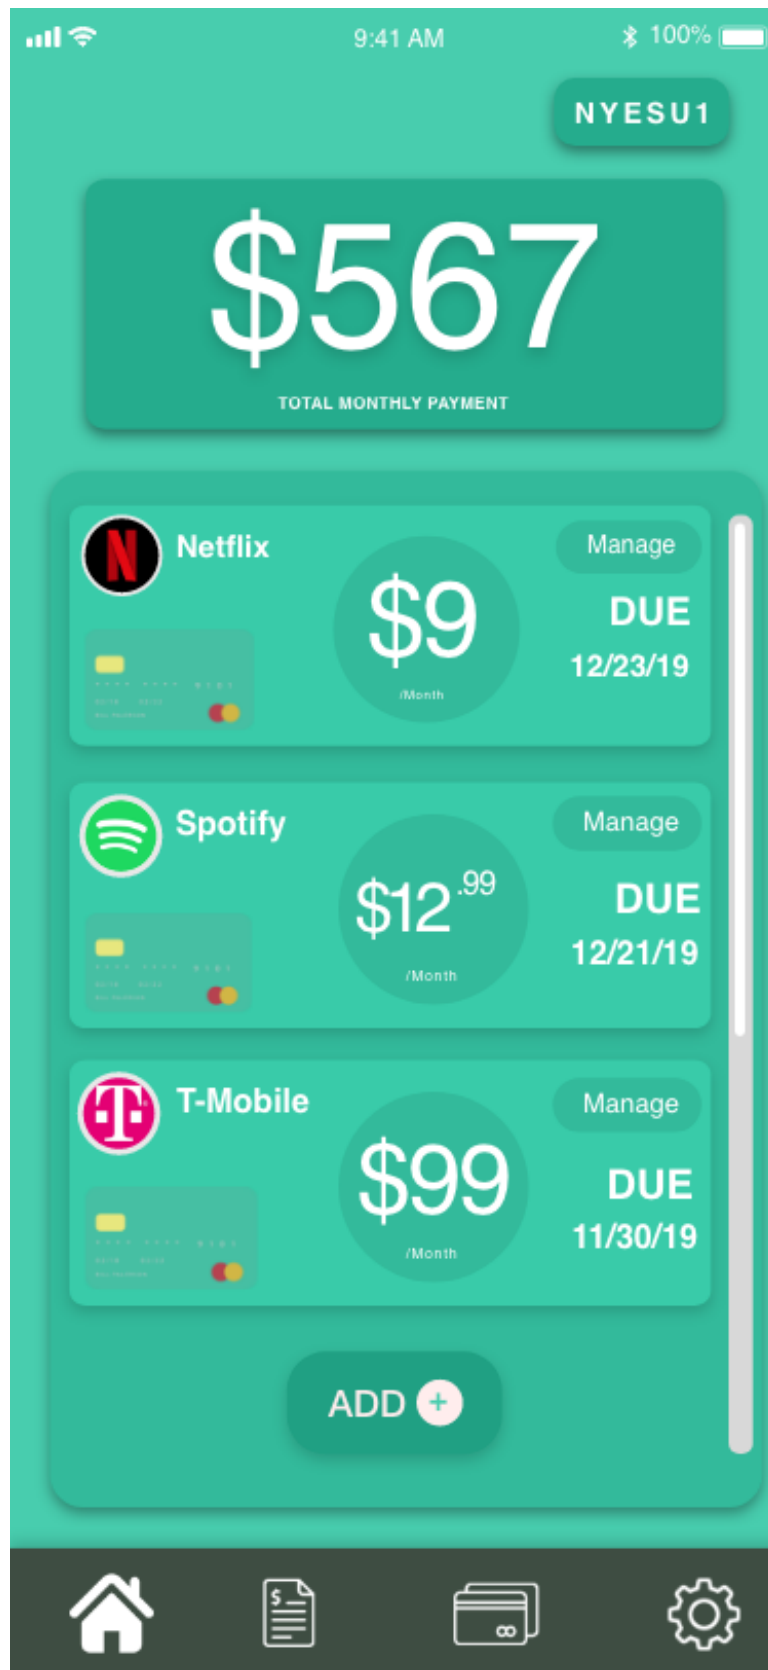 9:41 AM
100%
NYESU1
$567
TOTAL MONTHLY PAYMENT
N
Netflix
Manage
$9
/Month
DUE
12/23/19
Spotify
Manage
$12.99
/Month
DUE
12/21/19
T
T-Mobile
Manage
$99
/Month
DUE
11/30/19
ADD +
$